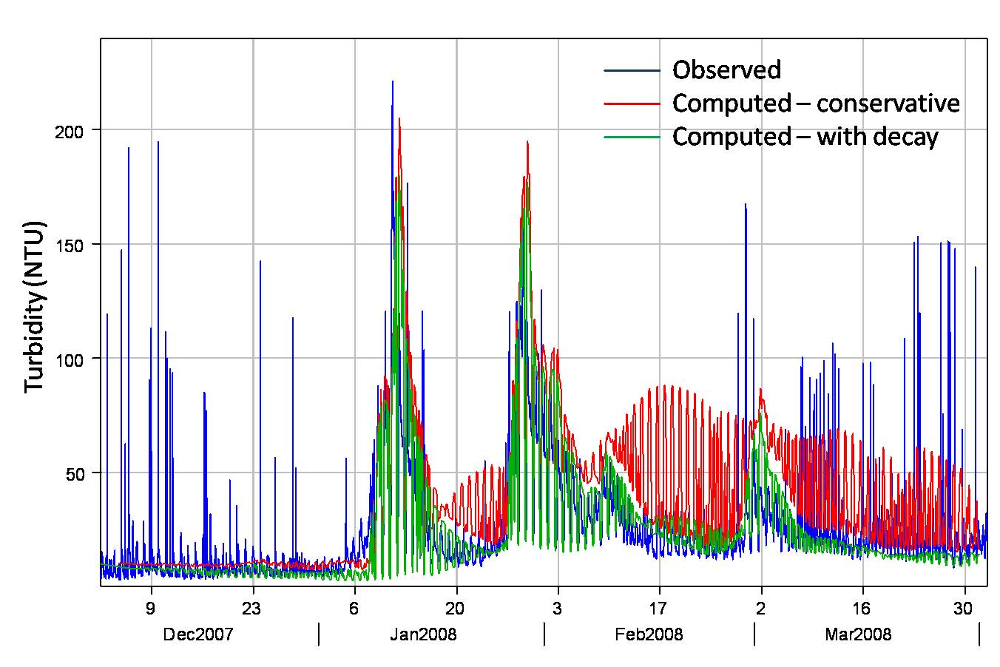 Observed
Computed – conservative
Computed – with decay
Turbidity (NTU)
200
150
100
50
9 23 6 20 3 17 2 16 30
Dec2007 | Jan2008 | Feb2008 | Mar2008 |